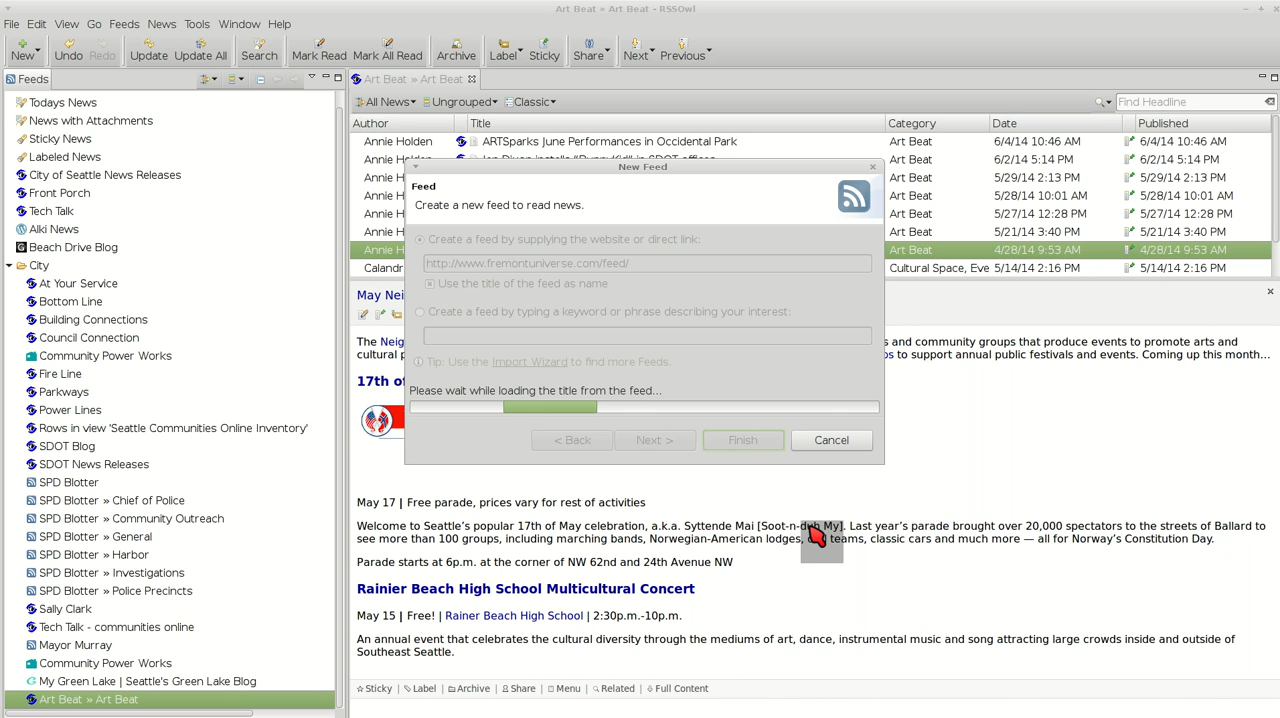 Art Beat » Art Beat - RSSOwl
File Edit View Go Feeds News Tools Window Help
New Undo Redo Update Update All Search Mark Read Mark All Read Archive Label Sticky Share Next Previous
Feeds
Todays News
News with Attachments
Sticky News
Labeled News
City of Seattle News Releases
Front Porch
Tech Talk
Alki News
Beach Drive Blog
City
At Your Service
Bottom Line
Building Connections
Council Connection
Community Power Works
Fire Line
Parkways
Power Lines
Rows in view 'Seattle Communities Online Inventory'
SDOT Blog
SDOT News Releases
SPD Blotter
SPD Blotter » Chief of Police
SPD Blotter » Community Outreach
SPD Blotter » General
SPD Blotter » Harbor
SPD Blotter » Investigations
SPD Blotter » Police Precincts
Sally Clark
Tech Talk - communities online
Mayor Murray
Community Power Works
My Green Lake | Seattle's Green Lake Blog
Art Beat » Art Beat
Art Beat » Art Beat
All News Ungrouped Classic Find Headline
Author Title Category Date Published
Annie Holden ARTSparks June Performances in Occidental Park Art Beat 6/4/14 10:46 AM 6/4/14 10:46 AM
Annie Holden Art Beat 6/2/14 5:14 PM 6/2/14 5:14 PM
Annie H Art Beat 5/29/14 2:13 PM 5/29/14 2:13 PM
Annie H Art Beat 5/28/14 10:01 AM 5/28/14 10:01 AM
Annie H Art Beat 5/27/14 12:28 PM 5/27/14 12:28 PM
Annie H Art Beat 5/21/14 3:40 PM 5/21/14 3:40 PM
Annie H Art Beat 4/28/14 9:53 AM 4/28/14 9:53 AM
Calandr Cultural Space, Eve 5/14/14 2:16 PM 5/14/14 2:16 PM
New Feed
Feed
Create a new feed to read news.
Create a feed by supplying the website or direct link:
http://www.fremontuniverse.com/feed/
Use the title of the feed as name
Create a feed by typing a keyword or phrase describing your interest:
Tip: Use the Import Wizard to find more Feeds.
Please wait while loading the title from the feed...
< Back Next > Finish Cancel
May Nei
The Neig s and community groups that produce events to promote arts and
cultural p os to support annual public festivals and events. Coming up this month…
17th of
May 17 | Free parade, prices vary for rest of activities
Welcome to Seattle’s popular 17th of May celebration, a.k.a. Syttende Mai [Soot-n-duh My]. Last year’s parade brought over 20,000 spectators to the streets of Ballard to
see more than 100 groups, including marching bands, Norwegian-American lodges, teams, classic cars and much more — all for Norway’s Constitution Day.
Parade starts at 6p.m. at the corner of NW 62nd and 24th Avenue NW
Rainier Beach High School Multicultural Concert
May 15 | Free! | Rainer Beach High School | 2:30p.m.-10p.m.
An annual event that celebrates the cultural diversity through the mediums of art, dance, instrumental music and song attracting large crowds inside and outside of
Southeast Seattle.
Sticky | Label | Archive | Share | Menu | Related | Full Content